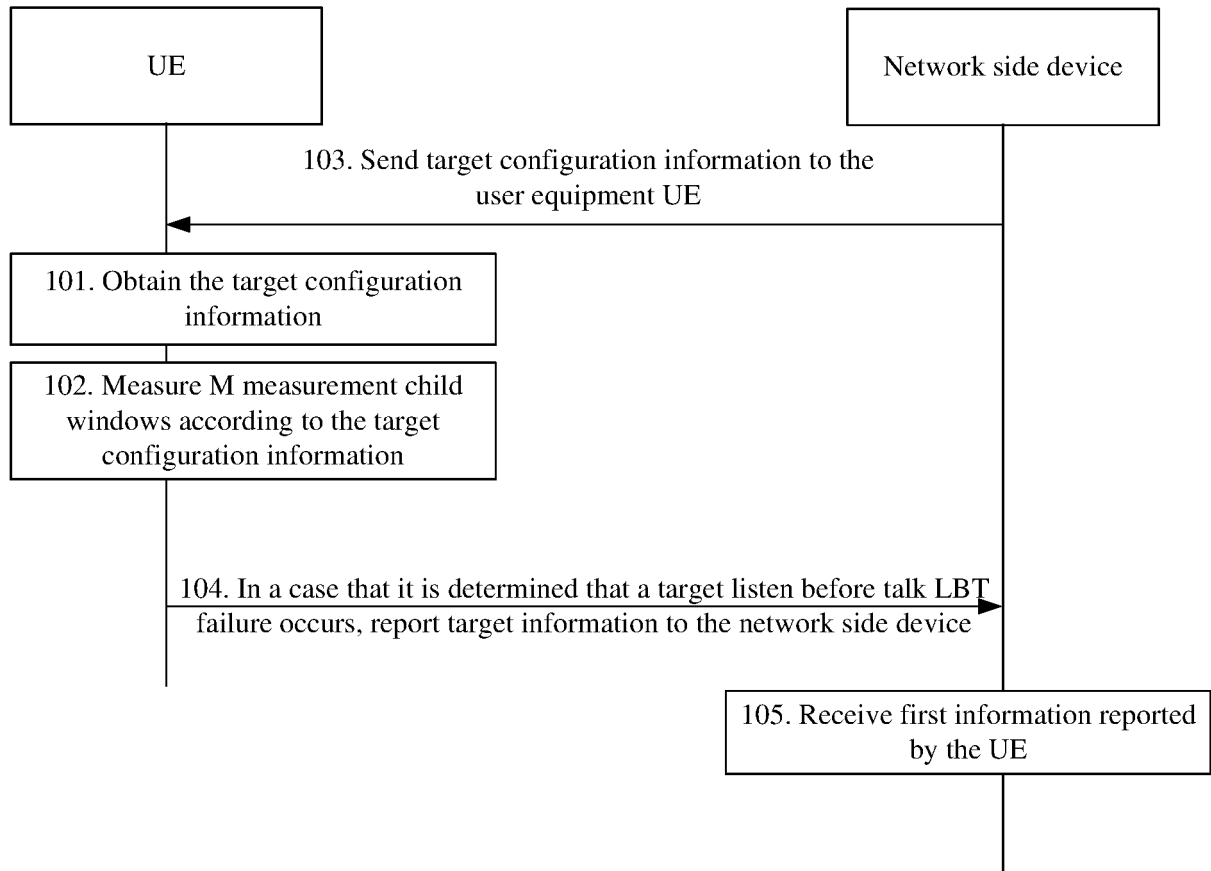 UE
Network side device
103. Send target configuration information to the
user equipment UE
101. Obtain the target configuration
information
102. Measure M measurement child
windows according to the target
configuration information
104. In a case that it is determined that a target listen before talk LBT
failure occurs, report target information to the network side device
105. Receive first information reported
by the UE